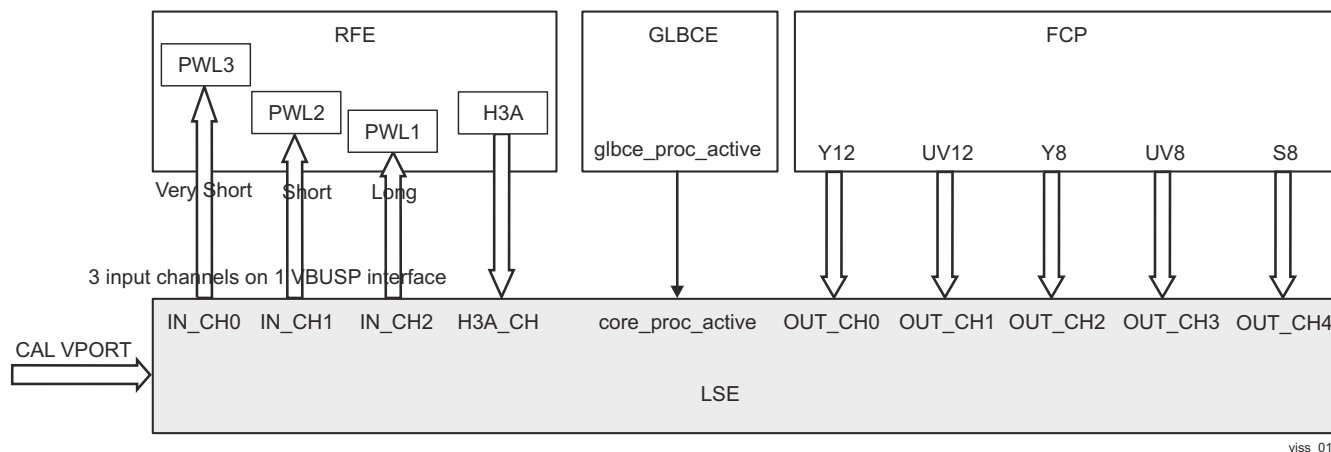 RFE
GLBCE
FCP
PWL3
PWL2
PWL1
H3A
glbce_proc_active
Y12
UV12
Y8
UV8
S8
Very Short
Short
Long
3 input channels on 1 VBUSP interface
IN_CH0
IN_CH1
IN_CH2
H3A_CH
core_proc_active
OUT_CH0
OUT_CH1
OUT_CH2
OUT_CH3
OUT_CH4
CAL VPORT
LSE
viss_01